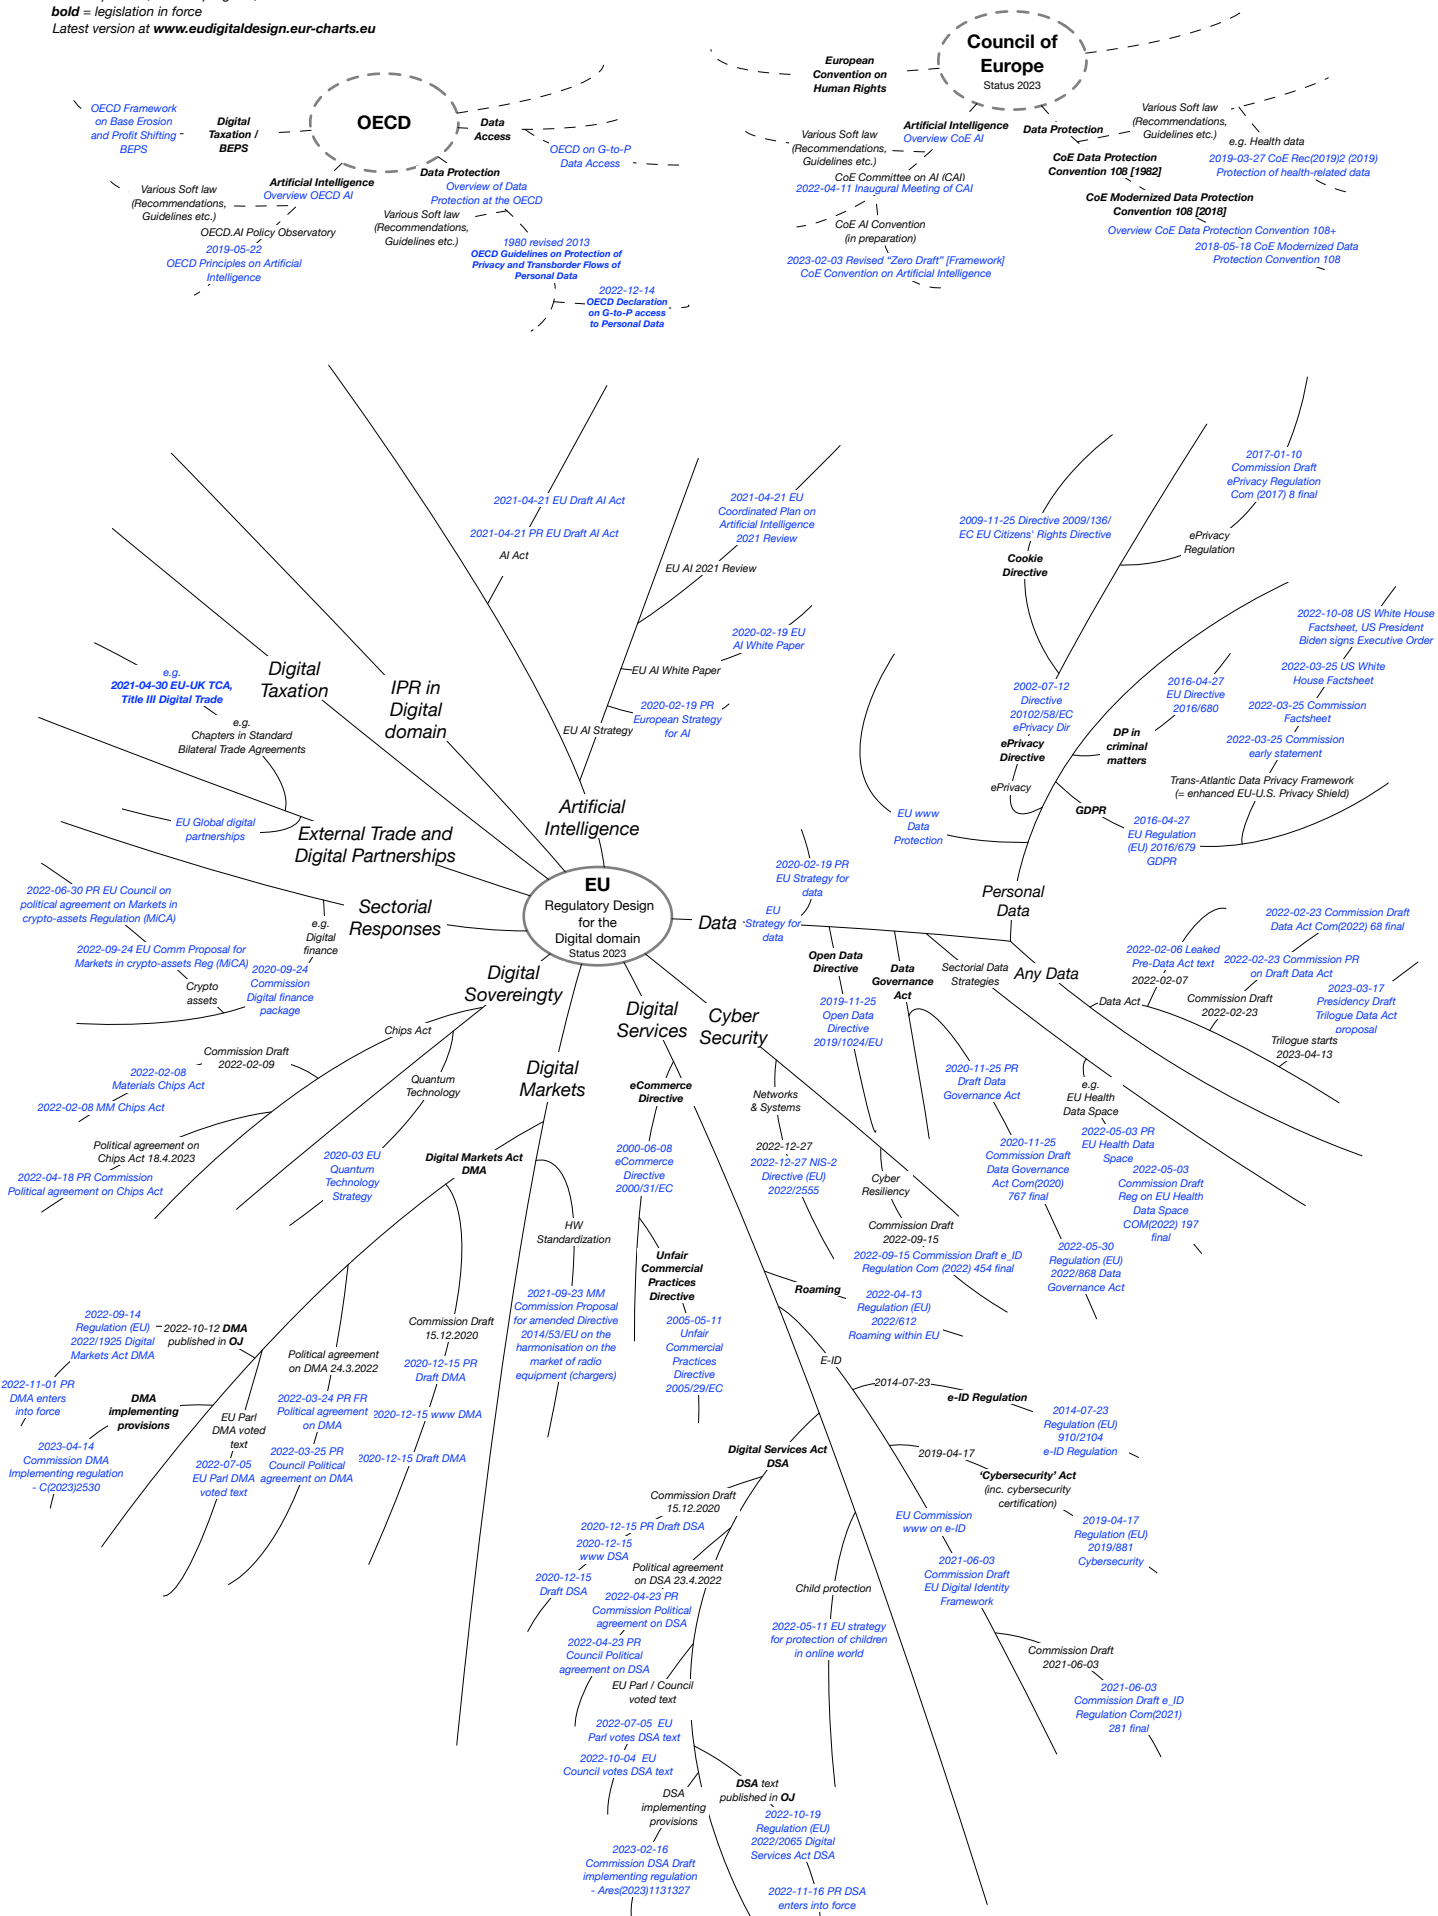 bold = legislation in force
Latest version at www.eudigitaldesign.eur-charts.eu
OECD
OECD Framework
on Base Erosion
and Profit Shifting
BEPS
Digital
Taxation /
BEPS
Data
Access
OECD on G-to-P
Data Access
Artificial Intelligence
Overview OECD AI
Various Soft law
(Recommendations,
Guidelines etc.)
OECD.AI Policy Observatory
2019-05-22
OECD Principles on Artificial
Intelligence
Data Protection
Overview of Data
Protection at the OECD
Various Soft law
(Recommendations,
Guidelines etc.)
1980 revised 2013
OECD Guidelines on Protection of
Privacy and Transborder Flows of
Personal Data
2022-12-14
OECD Declaration
on G-to-P access
to Personal Data
Council of
Europe
Status 2023
European
Convention on
Human Rights
Artificial Intelligence
Overview CoE AI
Various Soft law
(Recommendations,
Guidelines etc.)
CoE Committee on AI (CAI)
2022-04-11 Inaugural Meeting of CAI
CoE AI Convention
(in preparation)
2023-02-03 Revised “Zero Draft” [Framework]
CoE Convention on Artificial Intelligence
Data Protection
Various Soft law
(Recommendations,
Guidelines etc.)
e.g. Health data
2019-03-27 CoE Rec(2019)2 (2019)
Protection of health-related data
CoE Data Protection
Convention 108 [1982]
CoE Modernized Data Protection
Convention 108 [2018]
Overview CoE Data Protection Convention 108+
2018-05-18 CoE Modernized Data
Protection Convention 108
EU
Regulatory Design
for the
Digital domain
Status 2023
Artificial
Intelligence
2021-04-21 EU Draft AI Act
2021-04-21 PR EU Draft AI Act
AI Act
2021-04-21 EU
Coordinated Plan on
Artificial Intelligence
2021 Review
EU AI 2021 Review
2020-02-19 EU
AI White Paper
EU AI White Paper
2020-02-19 PR
European Strategy
for AI
EU AI Strategy
IPR in
Digital
domain
Digital
Taxation
e.g.
2021-04-30 EU-UK TCA,
Title III Digital Trade
e.g.
Chapters in Standard
Bilateral Trade Agreements
EU Global digital
partnerships
External Trade and
Digital Partnerships
Sectorial
Responses
e.g.
Digital
finance
2022-06-30 PR EU Council on
political agreement on Markets in
crypto-assets Regulation (MiCA)
2022-09-24 EU Comm Proposal for
Markets in crypto-assets Reg (MiCA)
Crypto
assets
2020-09-24
Commission
Digital finance
package
Digital
Sovereingty
Chips Act
Commission Draft
2022-02-09
2022-02-08
Materials Chips Act
2022-02-08 MM Chips Act
Political agreement on
Chips Act 18.4.2023
2022-04-18 PR Commission
Political agreement on Chips Act
Quantum
Technology
2020-03 EU
Quantum
Technology
Strategy
Digital
Markets
Digital Markets Act
DMA
HW
Standardization
2021-09-23 MM
Commission Proposal
for amended Directive
2014/53/EU on the
harmonisation on the
market of radio
equipment (chargers)
Commission Draft
15.12.2020
2020-12-15 PR
Draft DMA
2020-12-15 www DMA
2020-12-15 Draft DMA
Political agreement
on DMA 24.3.2022
2022-03-24 PR FR
Political agreement
on DMA
2022-03-25 PR
Council Political
agreement on DMA
EU Parl
DMA voted
text
2022-07-05
EU Parl DMA
voted text
2022-10-12 DMA
published in OJ
2022-09-14
Regulation (EU)
2022/1925 Digital
Markets Act DMA
2022-11-01 PR
DMA enters
into force
DMA
implementing
provisions
2023-04-14
Commission DMA
Implementing regulation
- C(2023)2530
Digital
Services
eCommerce
Directive
2000-06-08
eCommerce
Directive
2000/31/EC
Unfair
Commercial
Practices
Directive
2005-05-11
Unfair
Commercial
Practices
Directive
2005/29/EC
Roaming
2022-04-13
Regulation (EU)
2022/612
Roaming within EU
E-ID
2014-07-23
e-ID Regulation
2014-07-23
Regulation (EU)
910/2104
e-ID Regulation
2019-04-17
‘Cybersecurity’ Act
(inc. cybersecurity
certification)
2019-04-17
Regulation (EU)
2019/881
Cybersecurity
EU Commission
www on e-ID
2021-06-03
Commission Draft
EU Digital Identity
Framework
Commission Draft
2021-06-03
2021-06-03
Commission Draft e_ID
Regulation Com(2021)
281 final
Digital Services Act
DSA
Commission Draft
15.12.2020
2020-12-15 PR Draft DSA
2020-12-15
www DSA
2020-12-15
Draft DSA
Political agreement
on DSA 23.4.2022
2022-04-23 PR
Commission Political
agreement on DSA
2022-04-23 PR
Council Political
agreement on DSA
EU Parl / Council
voted text
2022-07-05 EU
Parl votes DSA text
2022-10-04 EU
Council votes DSA text
DSA
implementing
provisions
2023-02-16
Commission DSA Draft
implementing regulation
- Ares(2023)1131327
DSA text
published in OJ
2022-10-19
Regulation (EU)
2022/2065 Digital
Services Act DSA
2022-11-16 PR DSA
enters into force
Child protection
2022-05-11 EU strategy
for protection of children
in online world
Cyber
Security
Networks
& Systems
2022-12-27
2022-12-27 NIS-2
Directive (EU)
2022/2555
Cyber
Resiliency
Commission Draft
2022-09-15
2022-09-15 Commission Draft e_ID
Regulation Com (2022) 454 final
Data
EU
Strategy for
data
2020-02-19 PR
EU Strategy for
data
Open Data
Directive
2019-11-25
Open Data
Directive
2019/1024/EU
Data
Governance
Act
2020-11-25 PR
Draft Data
Governance Act
2020-11-25
Commission Draft
Data Governance
Act Com(2020)
767 final
2022-05-30
Regulation (EU)
2022/868 Data
Governance Act
Sectorial Data
Strategies
e.g.
EU Health
Data Space
2022-05-03 PR
EU Health Data
Space
2022-05-03
Commission Draft
Reg on EU Health
Data Space
COM(2022) 197
final
Any Data
Data Act
2022-02-06 Leaked
Pre-Data Act text
2022-02-07
2022-02-23 Commission Draft
Data Act Com(2022) 68 final
2022-02-23 Commission PR
on Draft Data Act
Commission Draft
2022-02-23
2023-03-17
Presidency Draft
Trilogue Data Act
proposal
Trilogue starts
2023-04-13
Personal
Data
EU www
Data
Protection
ePrivacy
ePrivacy
Directive
2002-07-12
Directive
20102/58/EC
ePrivacy Dir
Cookie
Directive
2009-11-25 Directive 2009/136/
EC EU Citizens' Rights Directive
ePrivacy
Regulation
2017-01-10
Commission Draft
ePrivacy Regulation
Com (2017) 8 final
DP in
criminal
matters
2016-04-27
EU Directive
2016/680
GDPR
2016-04-27
EU Regulation
(EU) 2016/679
GDPR
Trans-Atlantic Data Privacy Framework
(= enhanced EU-U.S. Privacy Shield)
2022-03-25 Commission
early statement
2022-03-25 Commission
Factsheet
2022-03-25 US White
House Factsheet
2022-10-08 US White House
Factsheet, US President
Biden signs Executive Order